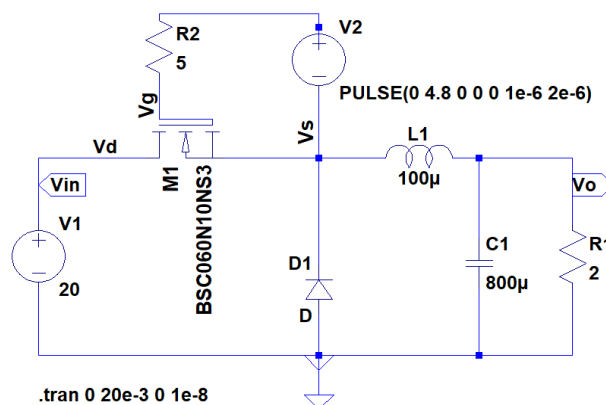 R2
5
V2
PULSE(0 4.8 0 0 0 1e-6 2e-6)
Vg
Vs
Vd
M1
BSC060N10NS3
L1
100µ
Vin
Vo
V1
20
D1
D
C1
800µ
R1
2
.tran 0 20e-3 0 1e-8